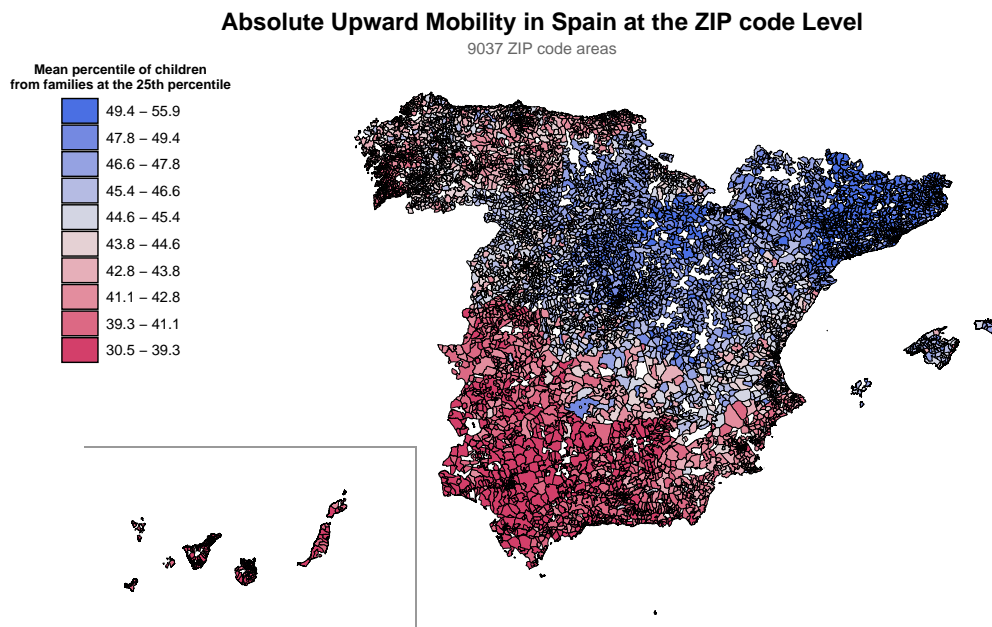 Absolute Upward Mobility in Spain at the ZIP code Level
9037 ZIP code areas
Mean percentile of children
from families at the 25th percentile
49.4 – 55.9
47.8 – 49.4
46.6 – 47.8
45.4 – 46.6
44.6 – 45.4
43.8 – 44.6
42.8 – 43.8
41.1 – 42.8
39.3 – 41.1
30.5 – 39.3